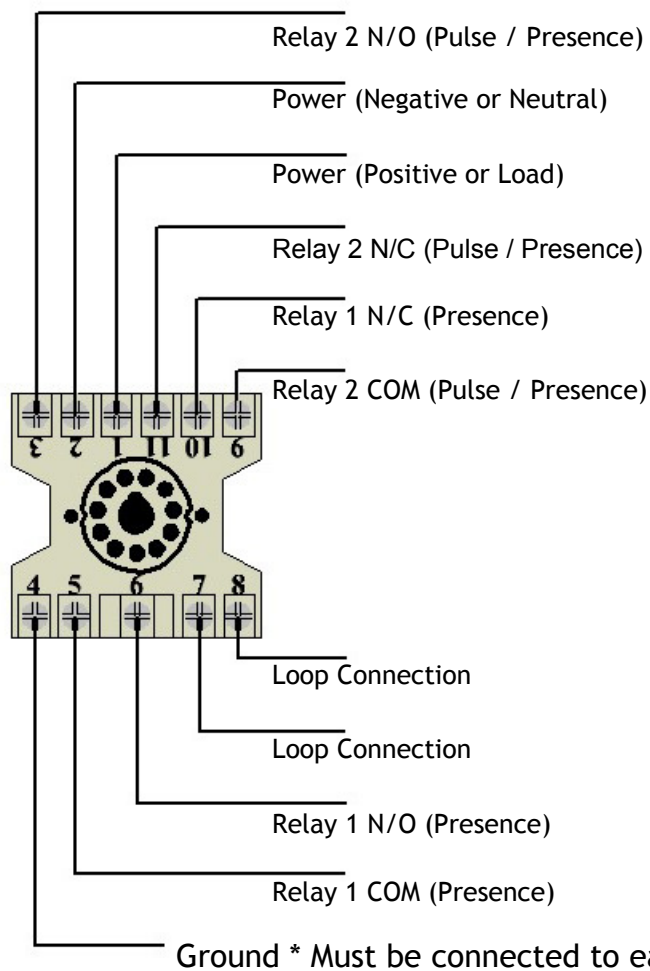 Relay 2 N/O (Pulse / Presence)
Power (Negative or Neutral)
Power (Positive or Load)
Relay 2 N/C (Pulse / Presence)
Relay 1 N/C (Presence)
Relay 2 COM (Pulse / Presence)
3 2 1 11 10 9
4 5 6 7 8
Loop Connection
Loop Connection
Relay 1 N/O (Presence)
Relay 1 COM (Presence)
Ground * Must be connected to